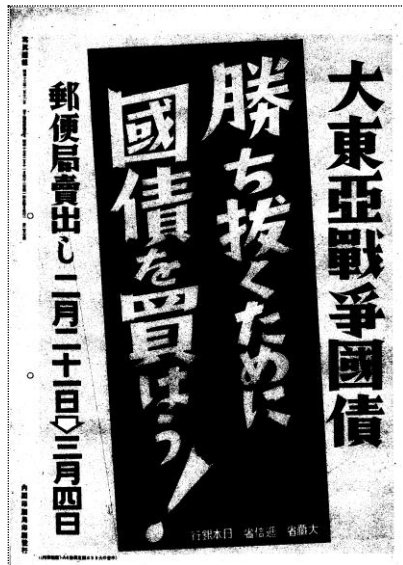 大東亞戰爭國債
勝ち抜くために
國債を買はう!
大藏省 遞信省 日本銀行
郵便局賣出し 二月二十一日⇨三月四日